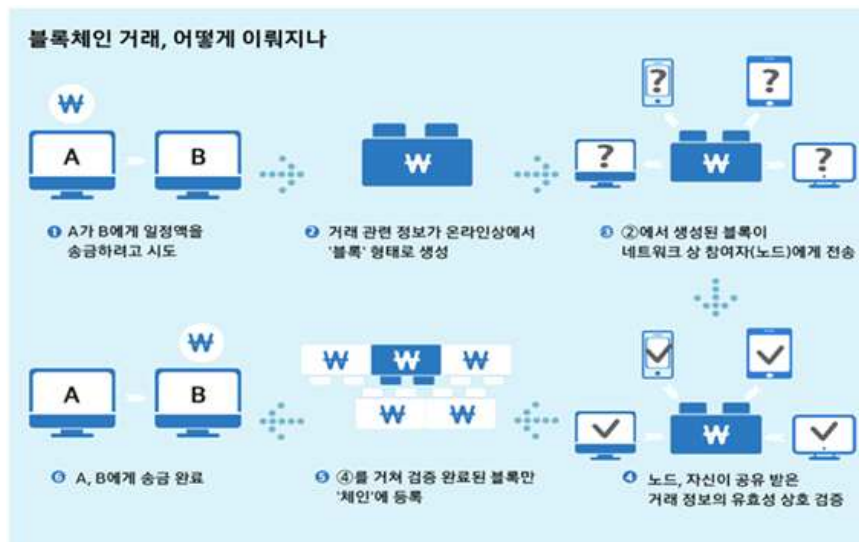 블록체인 거래, 어떻게 이뤄지나
₩
A
B
❶ A가 B에게 일정액을
송금하려고 시도
₩
❷ 거래 관련 정보가 온라인상에서
'블록' 형태로 생성
?
?
?
₩
?
❸ ②에서 생성된 블록이
네트워크 상 참여자(노드)에게 전송
₩
❹ 노드, 자신이 공유 받은
거래 정보의 유효성 상호 검증
₩ ₩ ₩
₩ ₩
❺ ④를 거쳐 검증 완료된 블록만
'체인'에 등록
₩
A
B
❻ A, B에게 송금 완료